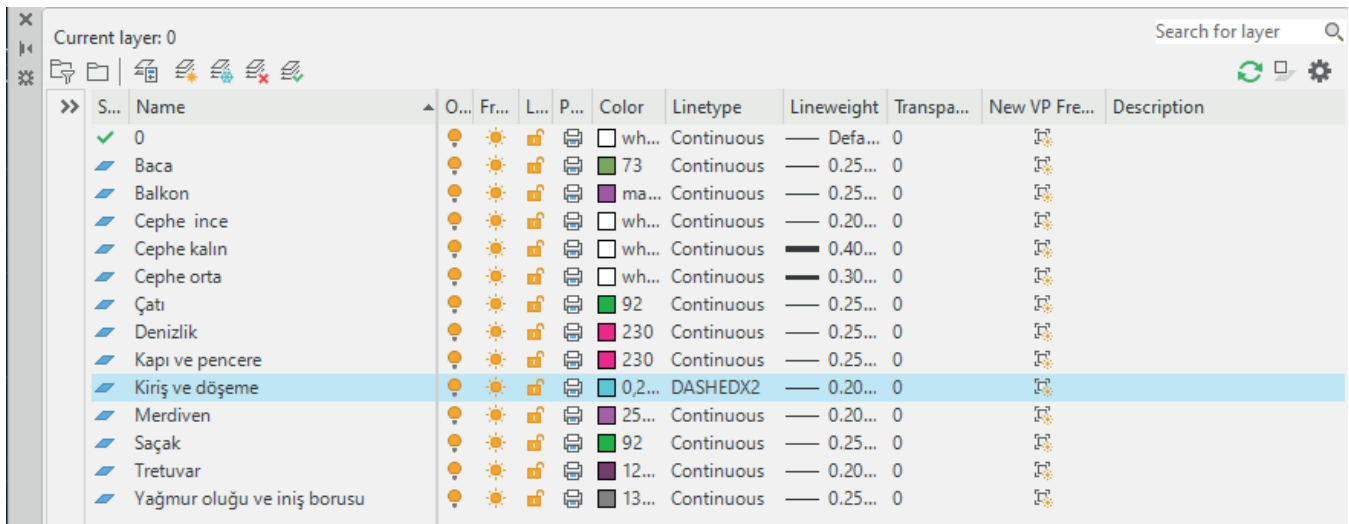 Current layer: 0
Search for layer
S... Name O... Fr... L... P... Color Linetype Lineweight Transpa... New VP Fre... Description
0 wh... Continuous Defa... 0
Baca 73 Continuous 0.25... 0
Balkon ma... Continuous 0.25... 0
Cephe ince wh... Continuous 0.20... 0
Cephe kalın wh... Continuous 0.40... 0
Cephe orta wh... Continuous 0.30... 0
Çatı 92 Continuous 0.25... 0
Denizlik 230 Continuous 0.25... 0
Kapı ve pencere 230 Continuous 0.25... 0
Kiriş ve döşeme 0,2... DASHEDX2 0.20... 0
Merdiven 25... Continuous 0.20... 0
Saçak 92 Continuous 0.25... 0
Tretuvar 12... Continuous 0.20... 0
Yağmur oluğu ve iniş borusu 13... Continuous 0.25... 0